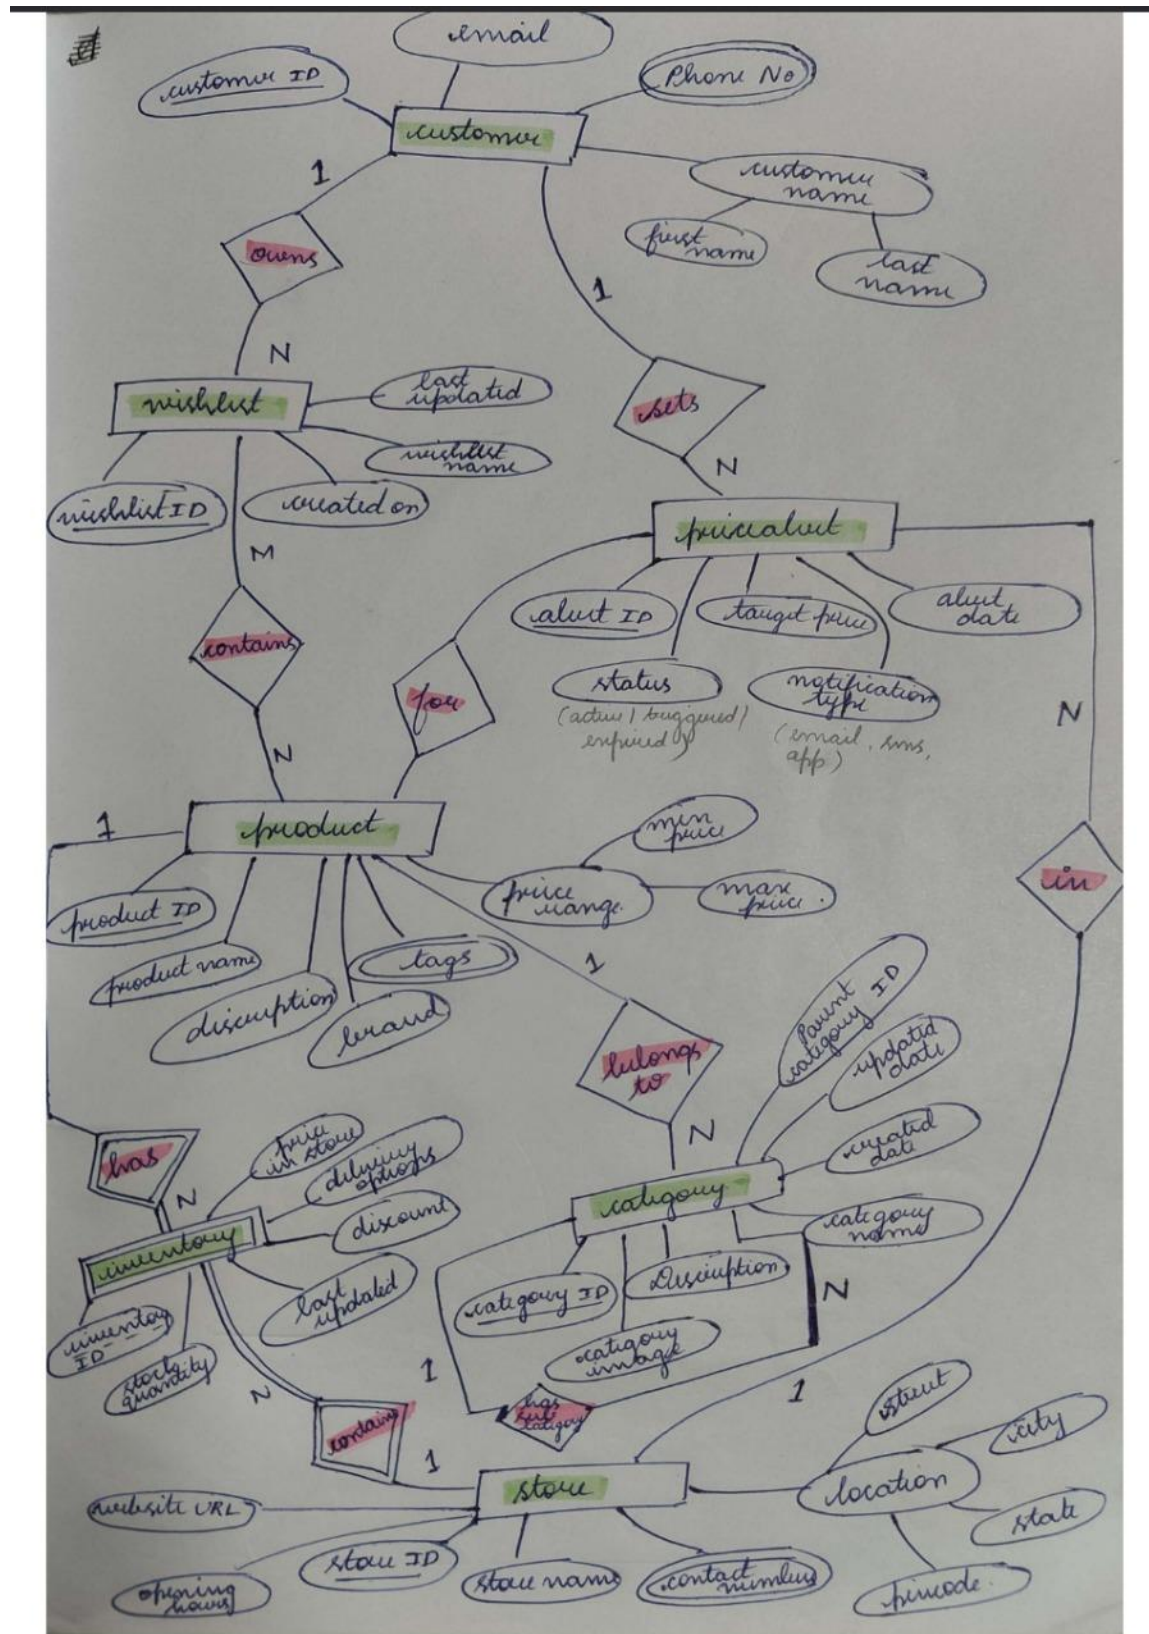 email
customer ID
Phone No
customer
customer
name
first
name
last
name
1
owns
1
N
wishlist
last
updated
wishlist
name
wishlist ID
created on
sets
N
M
pricealert
alert ID
target price
alert
date
contains
for
status
(active / triggered /
expired)
notification
type
(email, sms,
app)
N
N
1
product
min
price
price
range.
max
price.
in
product ID
product name
discription
brand
tags
1
belongs
to
N
Parent
category ID
updated
date
created
date
category
category
name
category ID
Description
category
image
N
1
has
sub
category
1
has
N
price
in store
delivery
options
discount
last
updated
inventory
inventory
ID
stock
quantity
N
contains
1
store
street
city
location
state
pincode.
website URL
opening
hours
store ID
store name
contact
numbers